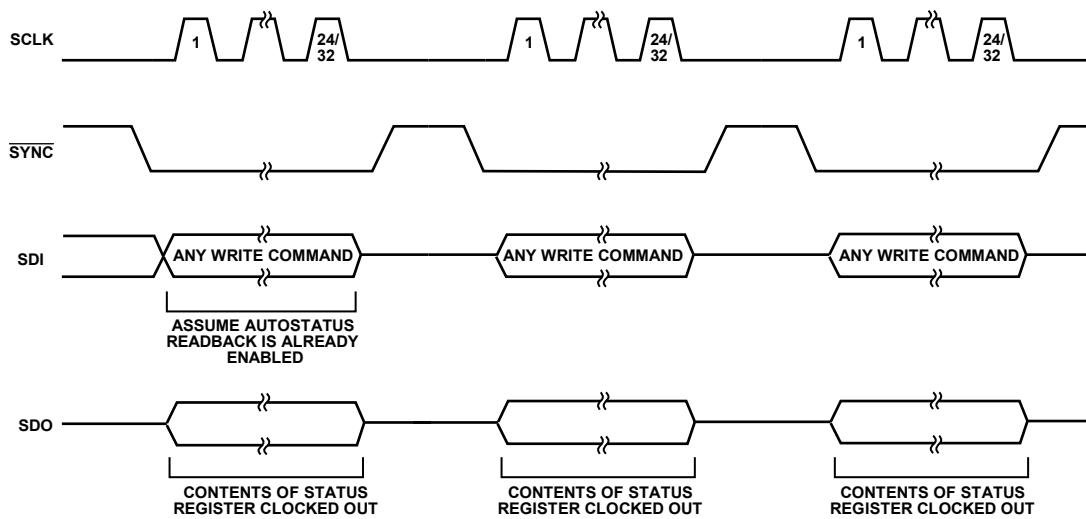 SCLK
1
24/
32
1
24/
32
1
24/
32
SYNC
SDI
ANY WRITE COMMAND
ANY WRITE COMMAND
ANY WRITE COMMAND
ASSUME AUTOSTATUS
READBACK IS ALREADY
ENABLED
SDO
CONTENTS OF STATUS
REGISTER CLOCKED OUT
CONTENTS OF STATUS
REGISTER CLOCKED OUT
CONTENTS OF STATUS
REGISTER CLOCKED OUT